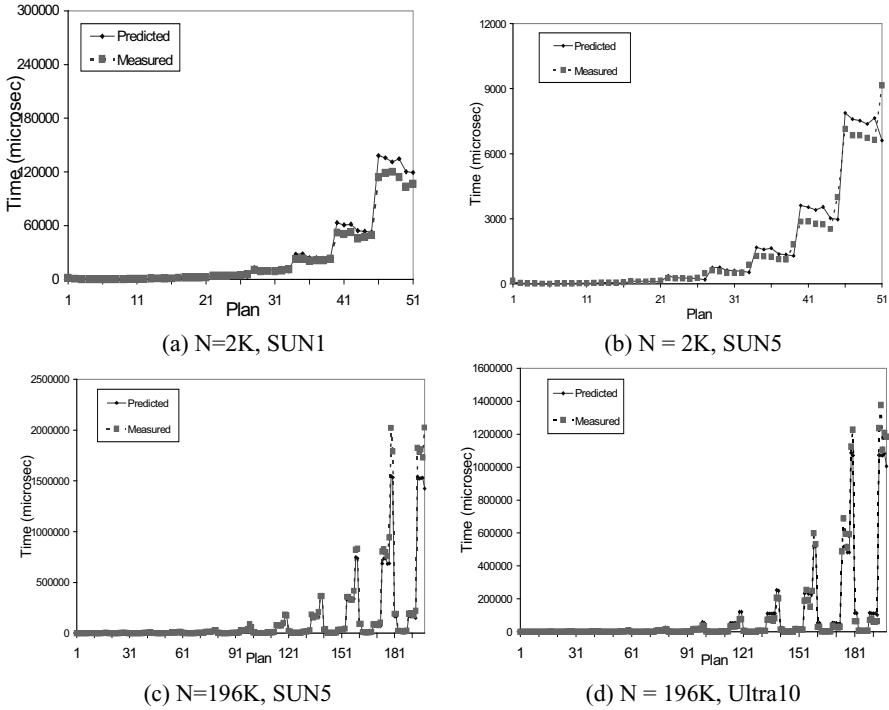 300000
240000
180000
120000
60000
0
Time (microsec)
Predicted
Measured
1
11
21
31
41
51
Plan
(a) N=2K, SUN1
12000
9000
6000
3000
0
Time (microsec)
Predicted
Measured
1
11
21
31
41
51
Plan
(b) N = 2K, SUN5
2500000
2000000
1500000
1000000
500000
0
Time (microsec)
Predicted
Measured
1
31
61
91
121
151
181
Plan
(c) N=196K, SUN5
1600000
1400000
1200000
1000000
800000
600000
400000
200000
0
Time (microsec)
Predicted
Measured
1
31
61
91
121
151
181
Plan
(d) N = 196K, Ultra10